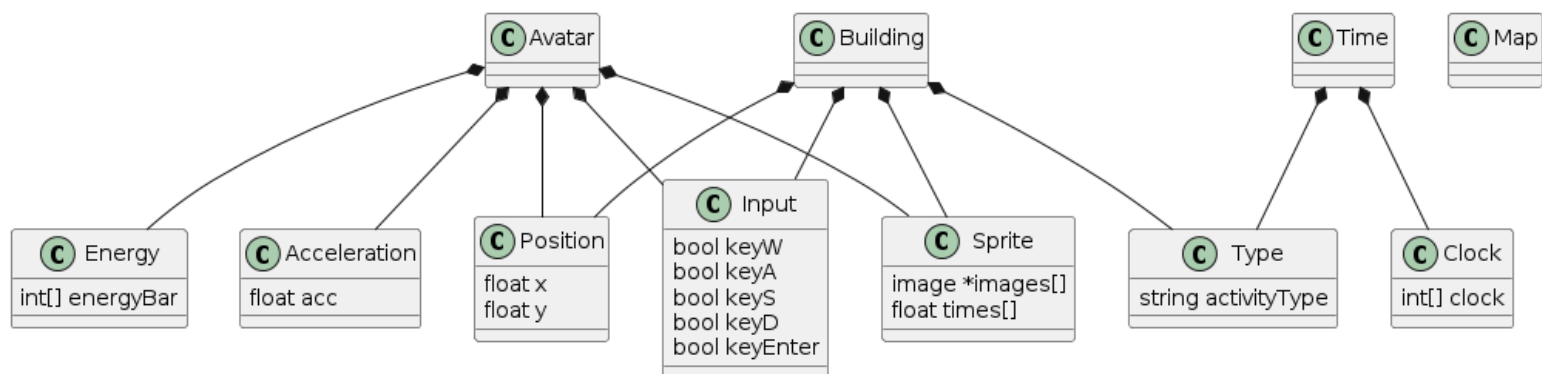 C Avatar
C Building
C Time
C Map
C Energy
int[] energyBar
C Acceleration
float acc
C Position
float x
float y
C Input
bool keyW
bool keyA
bool keyS
bool keyD
bool keyEnter
C Sprite
image *images[]
float times[]
C Type
string activityType
C Clock
int[] clock